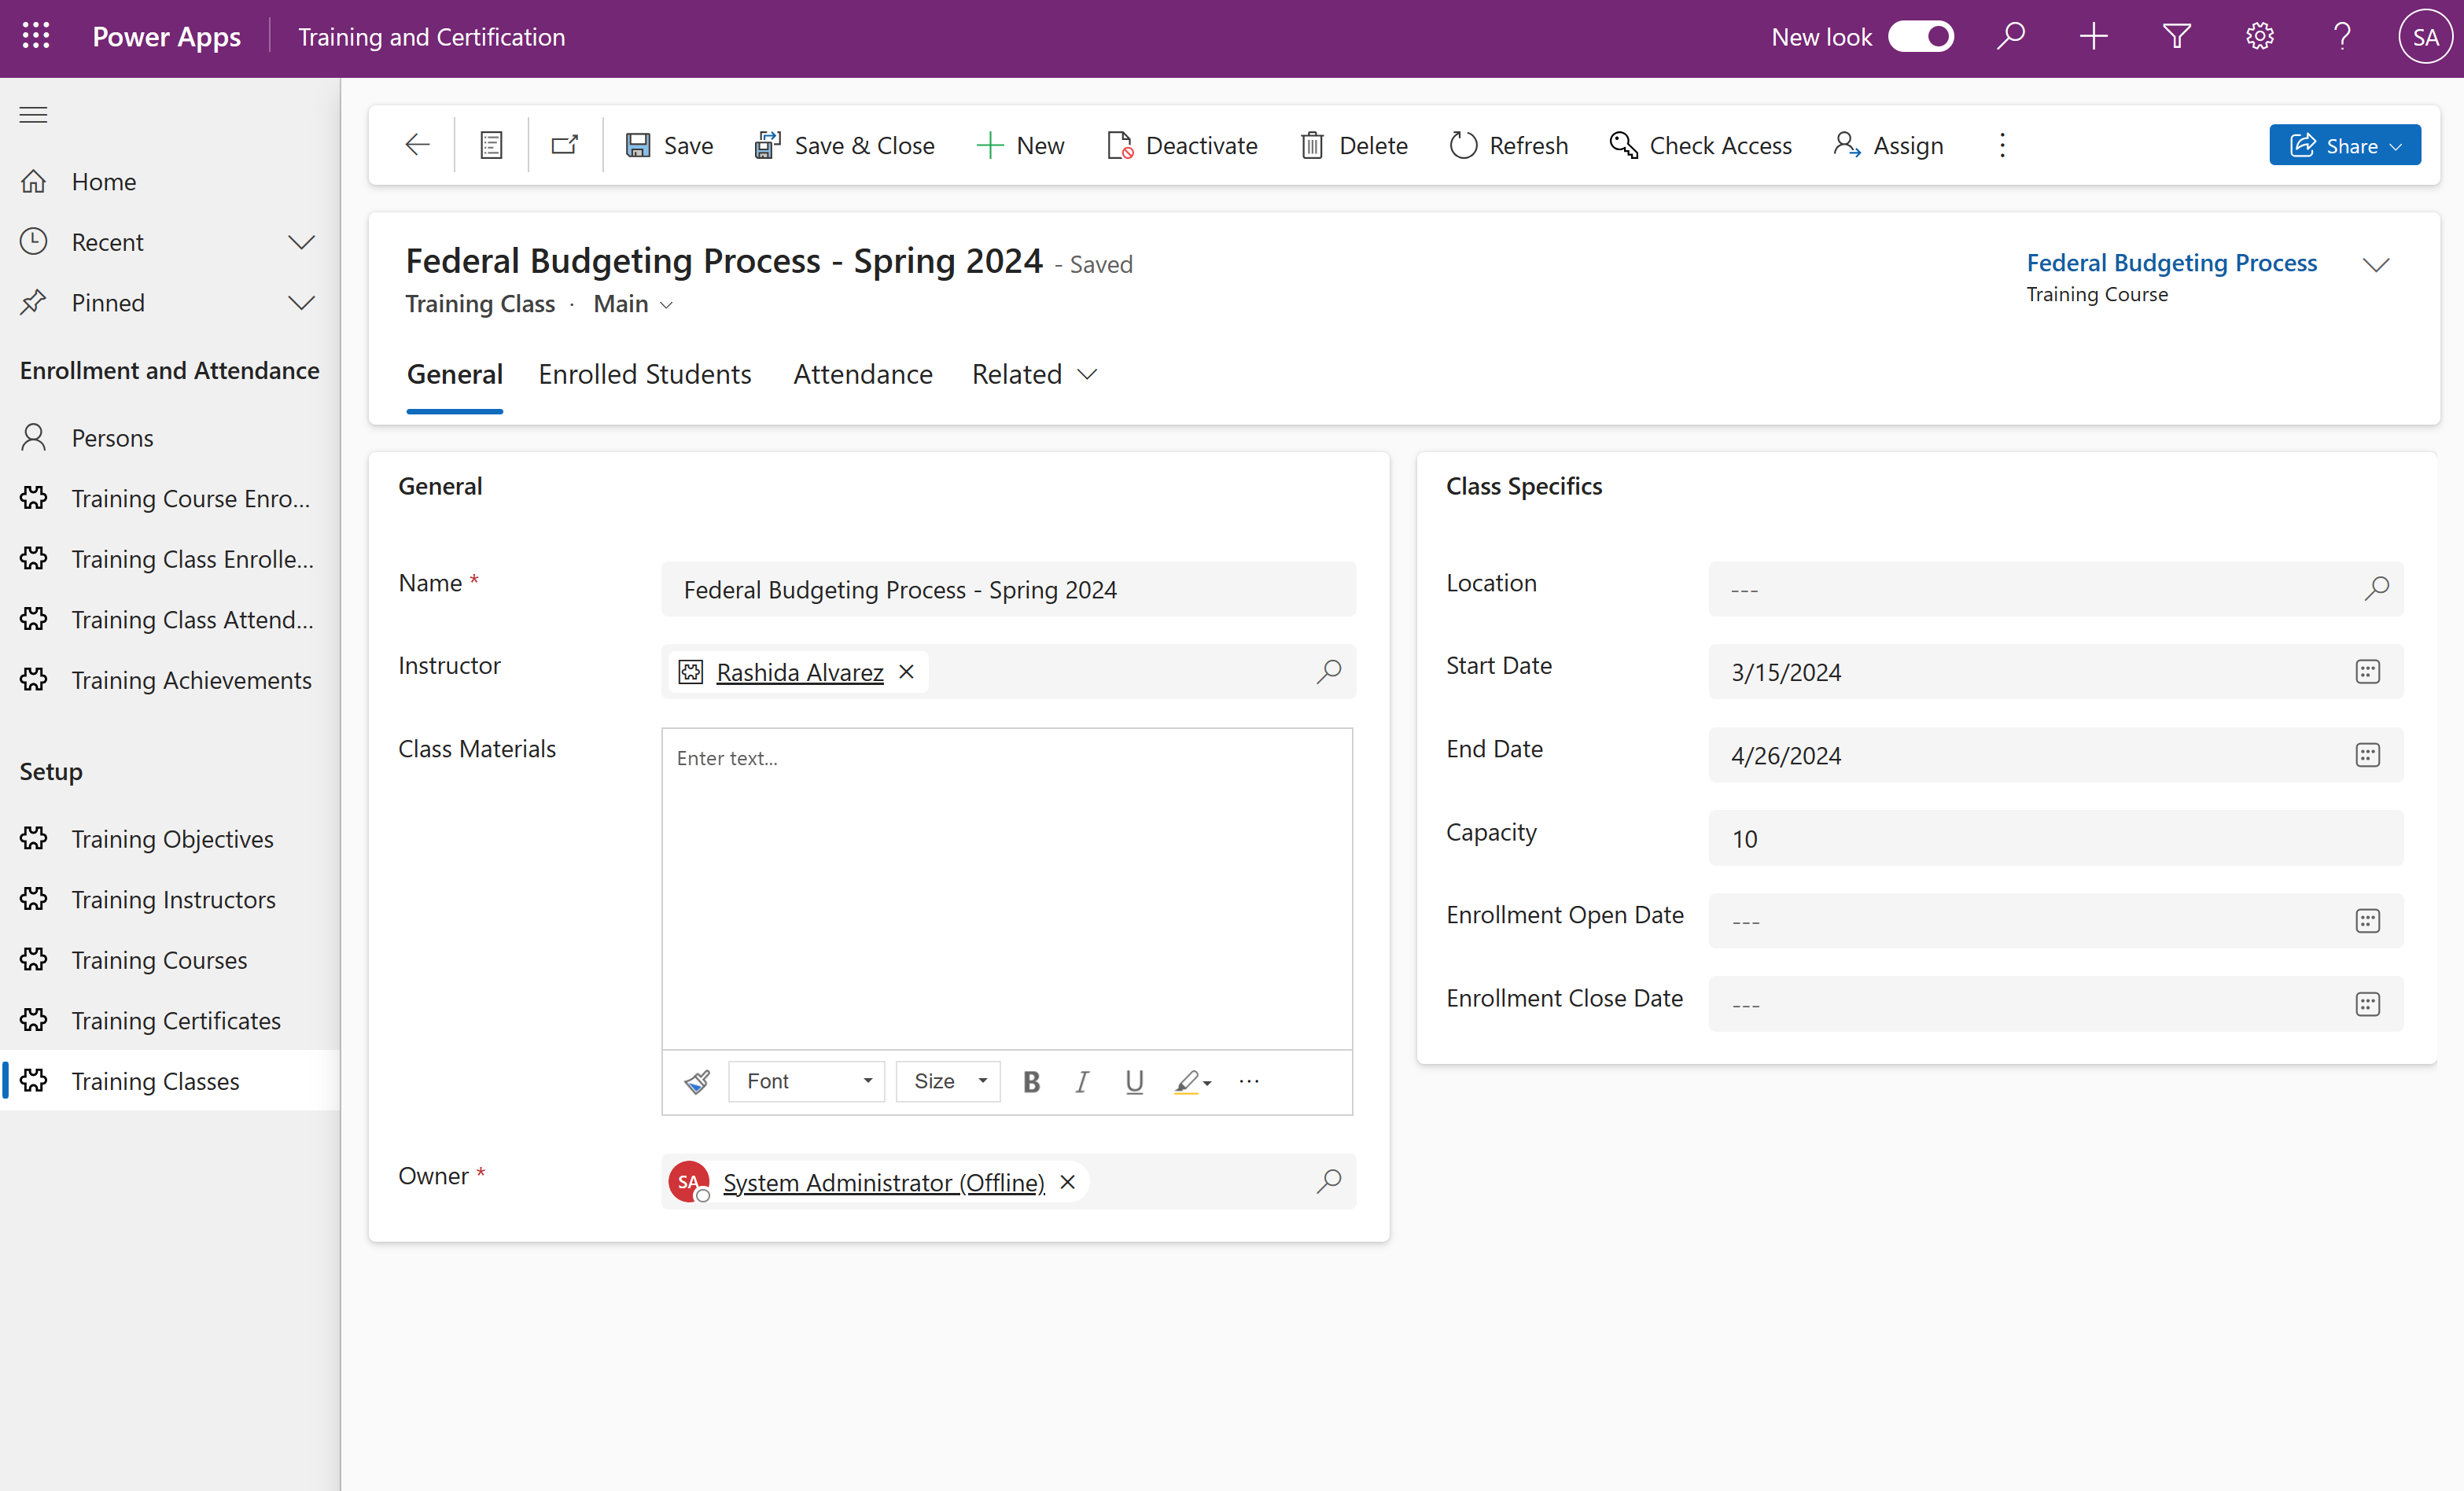 Power Apps
Training and Certification
New look
SA
Home
Recent
Pinned
Enrollment and Attendance
Persons
Training Course Enro...
Training Class Enrolle...
Training Class Attend...
Training Achievements
Setup
Training Objectives
Training Instructors
Training Courses
Training Certificates
Training Classes
Save
Save & Close
New
Deactivate
Delete
Refresh
Check Access
Assign
Share
Federal Budgeting Process - Spring 2024 - Saved
Training Class · Main
Federal Budgeting Process
Training Course
General
Enrolled Students
Attendance
Related
General
Name *
Federal Budgeting Process - Spring 2024
Instructor
Rashida Alvarez
Class Materials
Enter text...
Font
Size
B
I
U
Owner *
SA
System Administrator (Offline)
Class Specifics
Location
---
Start Date
3/15/2024
End Date
4/26/2024
Capacity
10
Enrollment Open Date
---
Enrollment Close Date
---